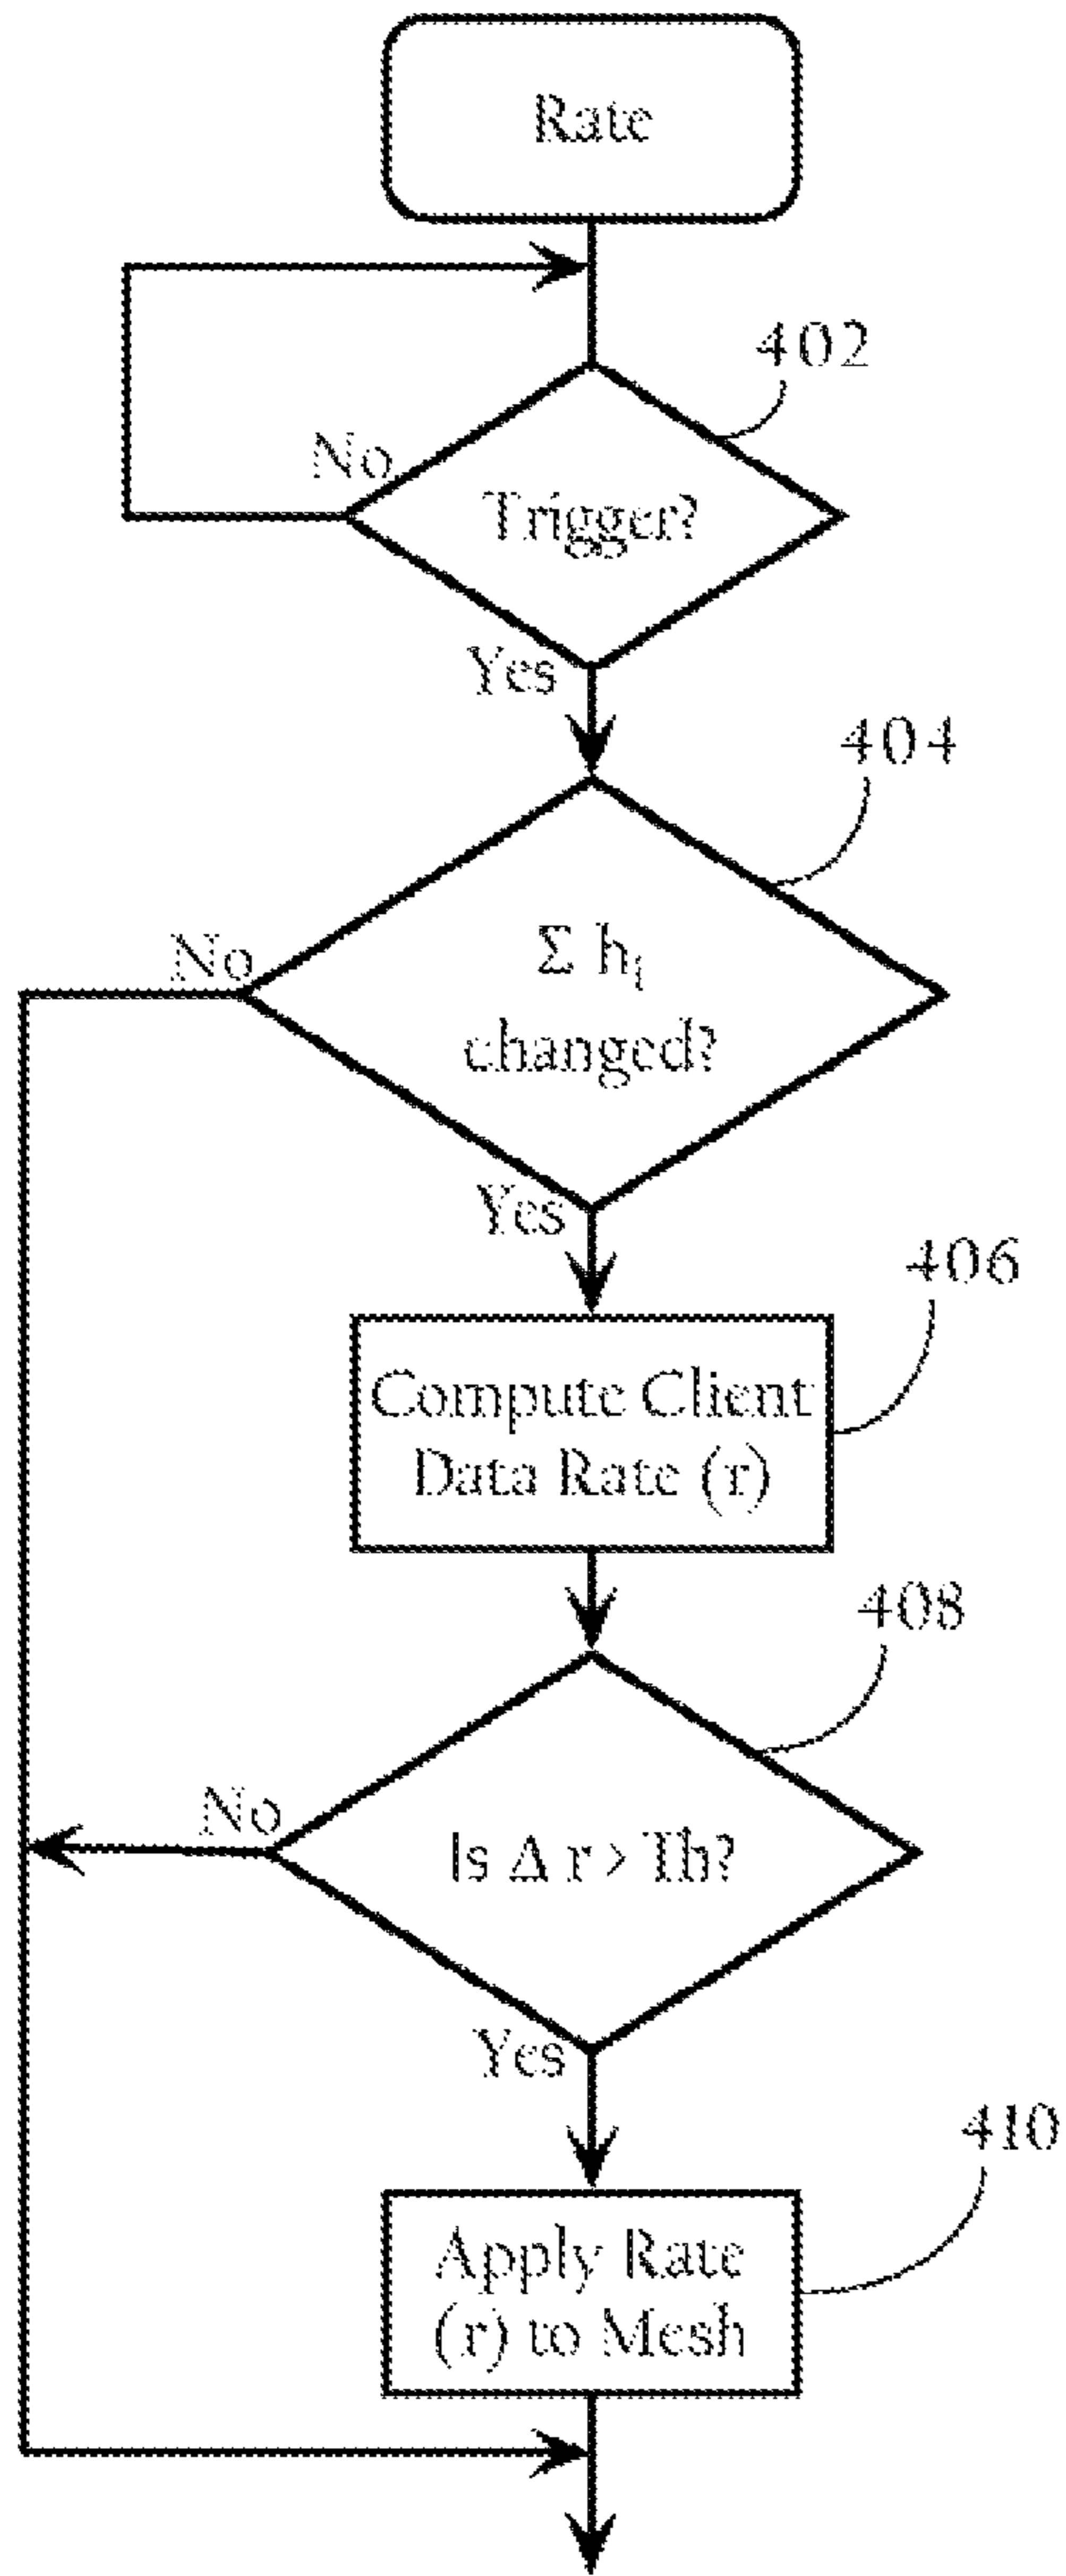 Rate
402
No
Trigger?
Yes
404
No
Σ hᵢ
changed?
Yes
406
Compute Client
Data Rate (r)
408
No
Is Δ r > Th?
Yes
410
Apply Rate
(r) to Mesh